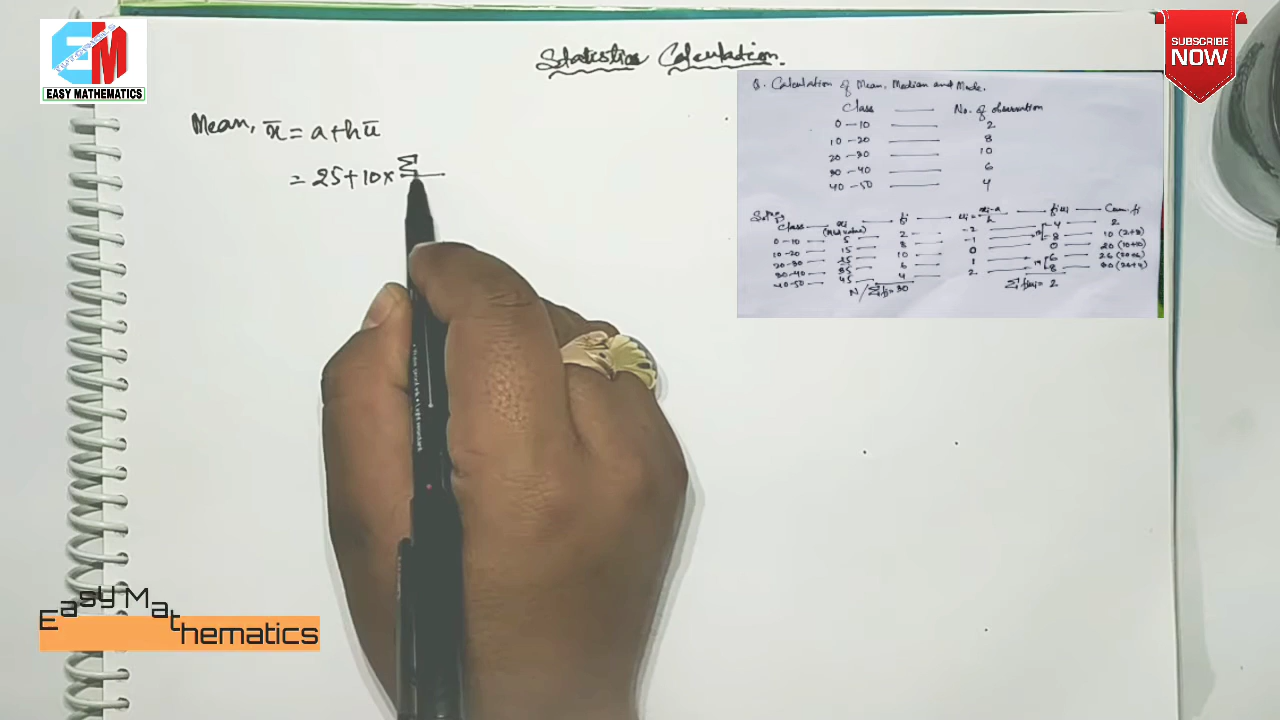 EM
EASY MATHEMATICS
SUBSCRIBE
NOW
Statistics Calculation.
Mean, x̄ = a+hū
= 25+10× Σ
Q. Calculation of Mean, Median and Mode.
Class — No. of observation
0-10 — 2
10-20 — 8
20-30 — 10
30-40 — 6
40-50 — 4
Class — xi (Mid value) — fi — ui = xi-a/h — fiui — Cum. fi
0-10 — 5 — 2 — -2 — -4 — 2
10-20 — 15 — 8 — -1 — -8 — 10 (2+8)
20-30 — 25 — 10 — 0 — 0 — 20 (10+10)
30-40 — 35 — 6 — 1 — 6 — 26 (20+6)
40-50 — 45 — 4 — 2 — 8 — 30 (26+4)
N/Σfi = 30 Σfiui = 2
Easy Mathematics